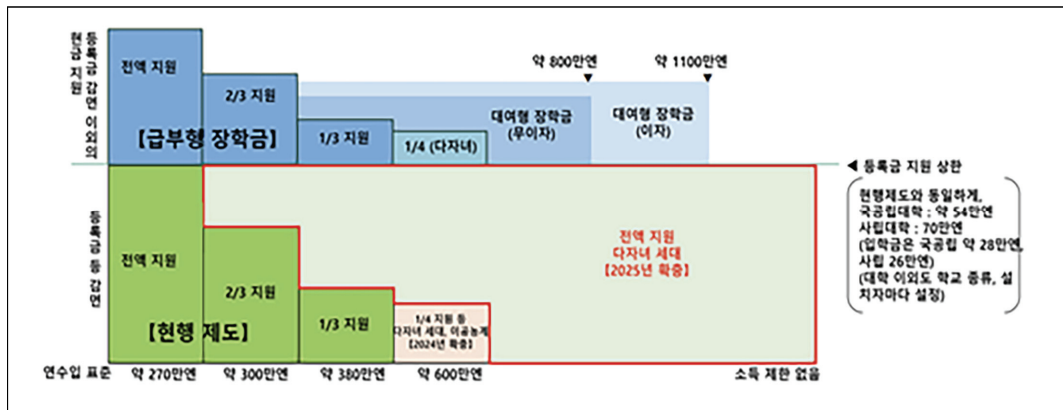 등록금 감면 이외의
현금 지원
전액 지원
2/3 지원
【급부형 장학금】
1/3 지원
1/4 (다자녀)
약 800만엔
약 1100만엔
대여형 장학금
(무이자)
대여형 장학금
(이자)
◀ 등록금 지원 상한
현행제도와 동일하게,
국공립대학 : 약 54만엔
사립대학 : 70만엔
(입학금은 국공립 약 28만엔,
사립 26만엔)
(대학 이외도 학교 종류, 설
치자마다 설정)
등록금 등 감면
전액 지원
2/3 지원
【현행 제도】
1/3 지원
1/4 지원 등
다자녀 세대, 이공농계
【2024년 확충】
전액 지원
다자녀 세대
【2025년 확충】
연수입 표준
약 270만엔
약 300만엔
약 380만엔
약 600만엔
소득 제한 없음